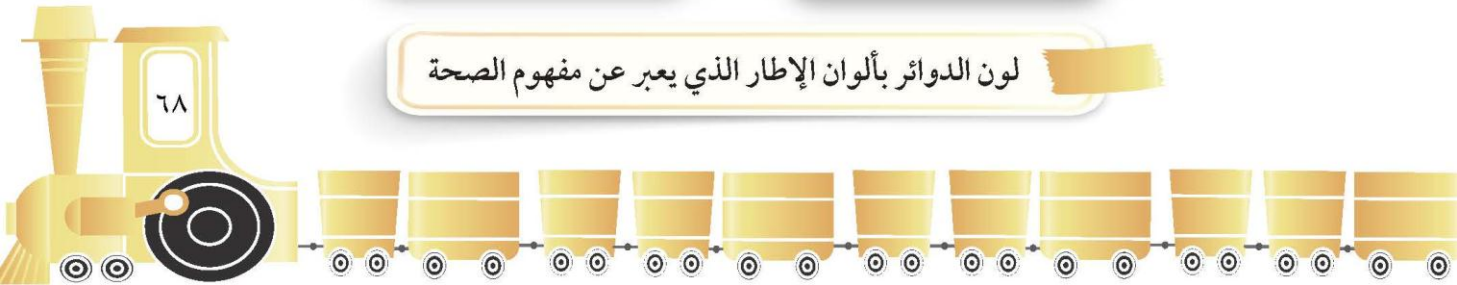 لون الدوائر بألوان الإطار الذي يعبر عن مفهوم الصحة
٦٨